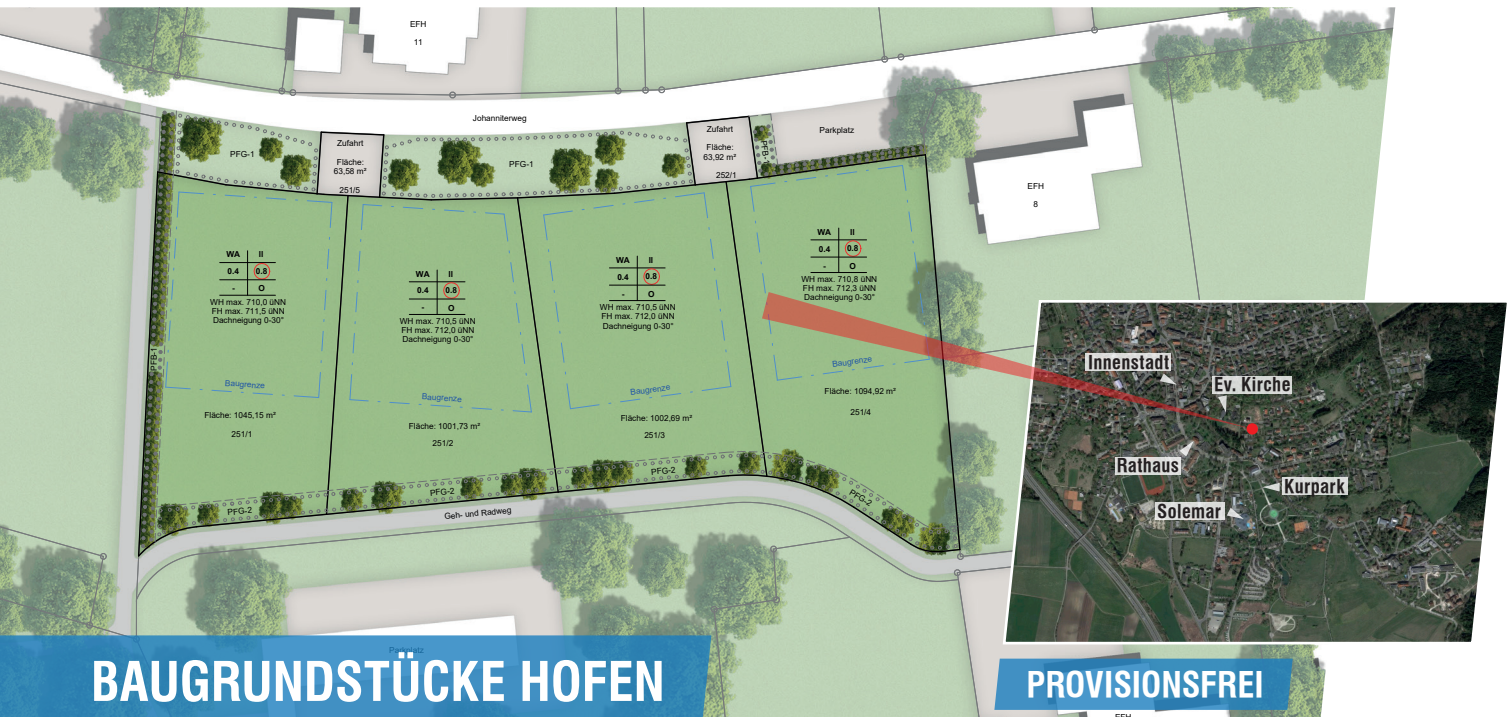 EFH
11
Johanniterweg
Zufahrt
Fläche:
63,58 m²
251/5
PFG-1
PFG-1
Zufahrt
Fläche:
63,92 m²
252/1
PFB-1
Parkplatz
EFH
8
WA II
0.4 0.8
- O
WH max. 710,0 üNN
FH max. 711,5 üNN
Dachneigung 0-30°
Baugrenze
Fläche: 1045,15 m²
251/1
WA II
0.4 0.8
- O
WH max. 710,5 üNN
FH max. 712,0 üNN
Dachneigung 0-30°
Baugrenze
Fläche: 1001,73 m²
251/2
WA II
0.4 0.8
- O
WH max. 710,5 üNN
FH max. 712,0 üNN
Dachneigung 0-30°
Baugrenze
Fläche: 1002,69 m²
251/3
WA II
0.4 0.8
- O
WH max. 710,8 üNN
FH max. 712,3 üNN
Dachneigung 0-30°
Baugrenze
Fläche: 1094,92 m²
251/4
PFB-1
PFG-2
PFG-2
PFG-2
PFG-2
Geh- und Radweg
Innenstadt
Ev. Kirche
Rathaus
Kurpark
Solemar
Parkplatz
BAUGRUNDSTÜCKE HOFEN
PROVISIONSFREI
EFH